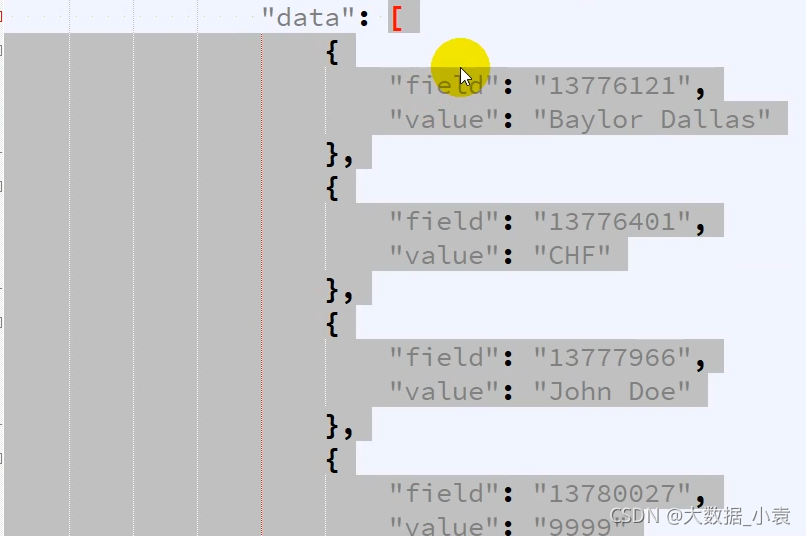 "data": [
{
"field": "13776121",
"value": "Baylor Dallas"
},
{
"field": "13776401",
"value": "CHF"
},
{
"field": "13777966",
"value": "John Doe"
},
{
"field": "13780027",
"value": "9999"
CSDN @大数据_小袁